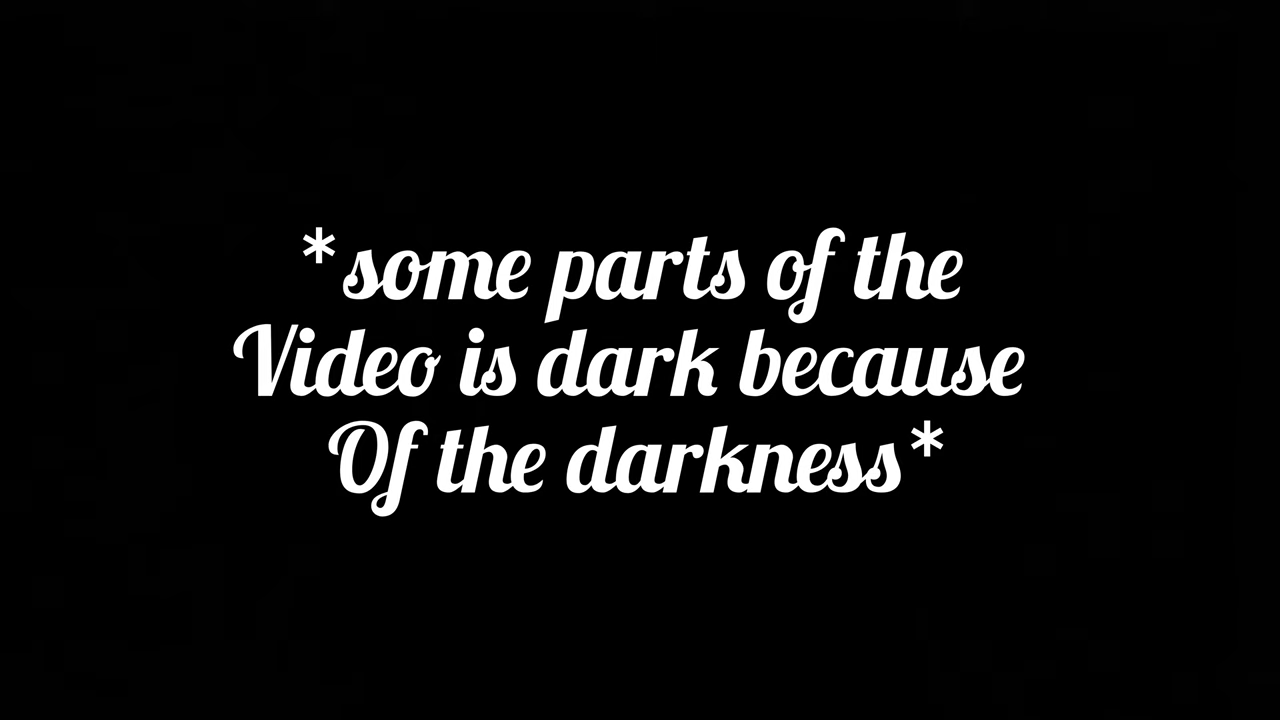 *some parts of the
Video is dark because
Of the darkness*